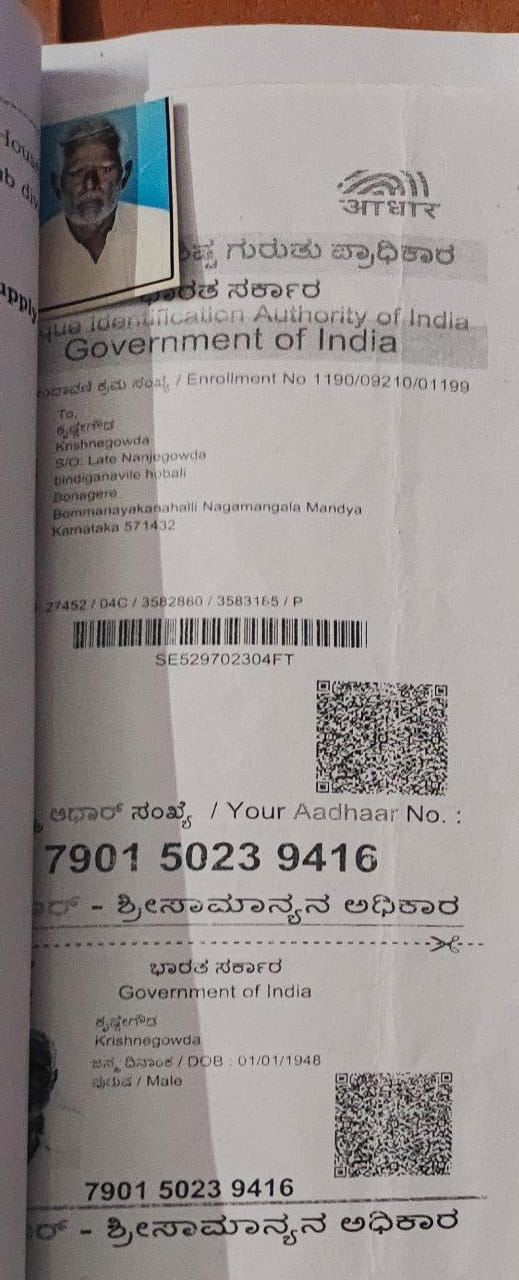 आधार
ಗುರುತು ಪ್ರಾಧಿಕಾರ
ಭಾರತ ಸರ್ಕಾರ
Identification Authority of India
Government of India
ಕ್ರಮ ಸಂಖ್ಯೆ / Enrollment No 1190/09210/01199
To,
ಕೃಷ್ಣೇಗೌಡ
Krishnegowda
S/O: Late Nanjegowda
bindiganavile hobali
Bonagere
Bommanayakanahalli Nagamangala Mandya
Karnataka 571432
27452 / 04C / 3582860 / 3583165 / P
SE529702304FT
ಆಧಾರ್ ಸಂಖ್ಯೆ / Your Aadhaar No. :
7901 5023 9416
- ಶ್ರೀಸಾಮಾನ್ಯನ ಅಧಿಕಾರ
ಭಾರತ ಸರ್ಕಾರ
Government of India
ಕೃಷ್ಣೇಗೌಡ
Krishnegowda
ಜನ್ಮ ದಿನಾಂಕ / DOB : 01/01/1948
ಪುರುಷ / Male
7901 5023 9416
- ಶ್ರೀಸಾಮಾನ್ಯನ ಅಧಿಕಾರ